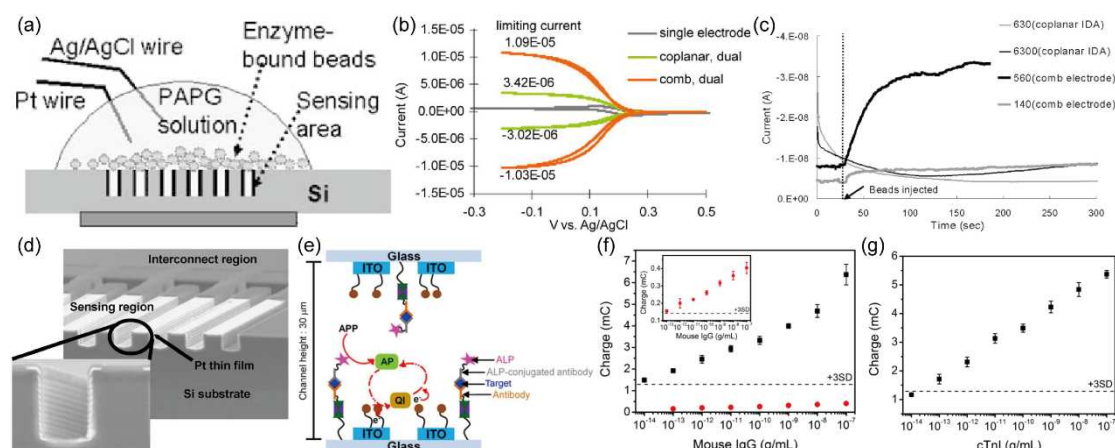 (a)
Ag/AgCl wire
Enzyme-
bound beads
Pt wire
PAPG
solution
Sensing
area
Si
(b)
1.5E-05
1.0E-05
5.0E-06
0.0E+00
-5.0E-06
-1.0E-05
-1.5E-05
Current (A)
limiting current
1.09E-05
3.42E-06
-3.02E-06
-1.03E-05
single electrode
coplanar, dual
comb, dual
-0.3
-0.1
0.1
0.3
0.5
V vs. Ag/AgCl
(c)
-4.E-08
-3.E-08
-2.E-08
-1.E-08
0.E+00
Current (A)
630(coplanar IDA)
6300(coplanar IDA)
560(comb electrode)
140(comb electrode)
Beads injected
0
100
200
300
Time (sec)
(d)
Interconnect region
Sensing region
Pt thin film
Si substrate
(e)
Glass
ITO
ITO
Channel height : 30 μm
APP
AP
QI
e-
e-
ALP
ALP-conjugated antibody
Target
Antibody
ITO
ITO
Glass
(f)
Charge (mC)
7
6
5
4
3
2
1
0
Charge (mC)
0.4
0.3
0.2
+3SD
Mouse IgG (g/mL)
+3SD
10⁻¹⁴ 10⁻¹³ 10⁻¹² 10⁻¹¹ 10⁻¹⁰ 10⁻⁹ 10⁻⁸ 10⁻⁷
Mouse IgG (g/mL)
(g)
Charge (mC)
6
5
4
3
2
1
+3SD
10⁻¹⁴ 10⁻¹³ 10⁻¹² 10⁻¹¹ 10⁻¹⁰ 10⁻⁹ 10⁻⁸ 10⁻⁷
cTnI (g/mL)